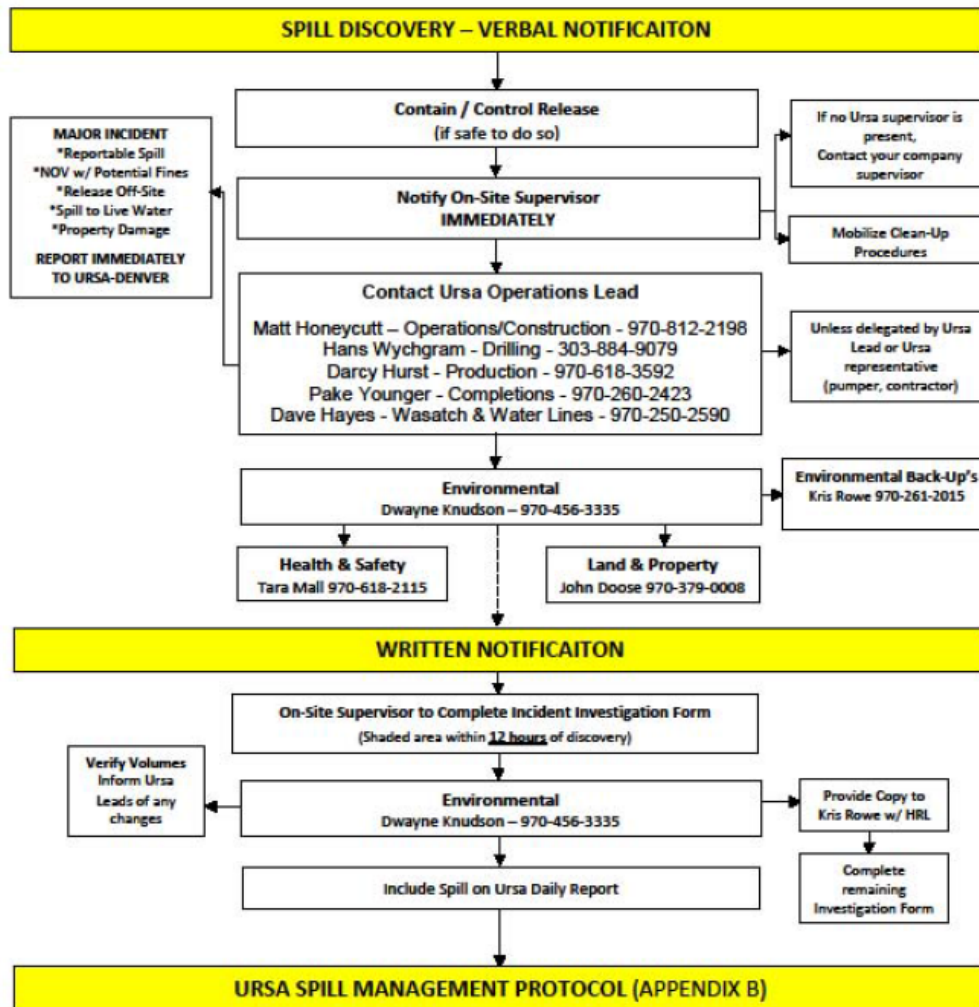 SPILL DISCOVERY – VERBAL NOTIFICAITON
Contain / Control Release
(if safe to do so)
MAJOR INCIDENT
*Reportable Spill
*NOV w/ Potential Fines
*Release Off-Site
*Spill to Live Water
*Property Damage
REPORT IMMEDIATELY
TO URSA-DENVER
If no Ursa supervisor is
present,
Contact your company
supervisor
Notify On-Site Supervisor
IMMEDIATELY
Mobilize Clean-Up
Procedures
Contact Ursa Operations Lead
Matt Honeycutt – Operations/Construction - 970-812-2198
Hans Wychgram - Drilling - 303-884-9079
Darcy Hurst - Production - 970-618-3592
Pake Younger - Completions - 970-260-2423
Dave Hayes - Wasatch & Water Lines - 970-250-2590
Unless delegated by Ursa
Lead or Ursa
representative
(pumper, contractor)
Environmental
Dwayne Knudson – 970-456-3335
Environmental Back-Up's
Kris Rowe 970-261-2015
Health & Safety
Tara Mall 970-618-2115
Land & Property
John Doose 970-379-0008
WRITTEN NOTIFICAITON
On-Site Supervisor to Complete Incident Investigation Form
(Shaded area within 12 hours of discovery)
Verify Volumes
Inform Ursa
Leads of any
changes
Environmental
Dwayne Knudson – 970-456-3335
Provide Copy to
Kris Rowe w/ HRL
Include Spill on Ursa Daily Report
Complete
remaining
Investigation Form
URSA SPILL MANAGEMENT PROTOCOL (APPENDIX B)